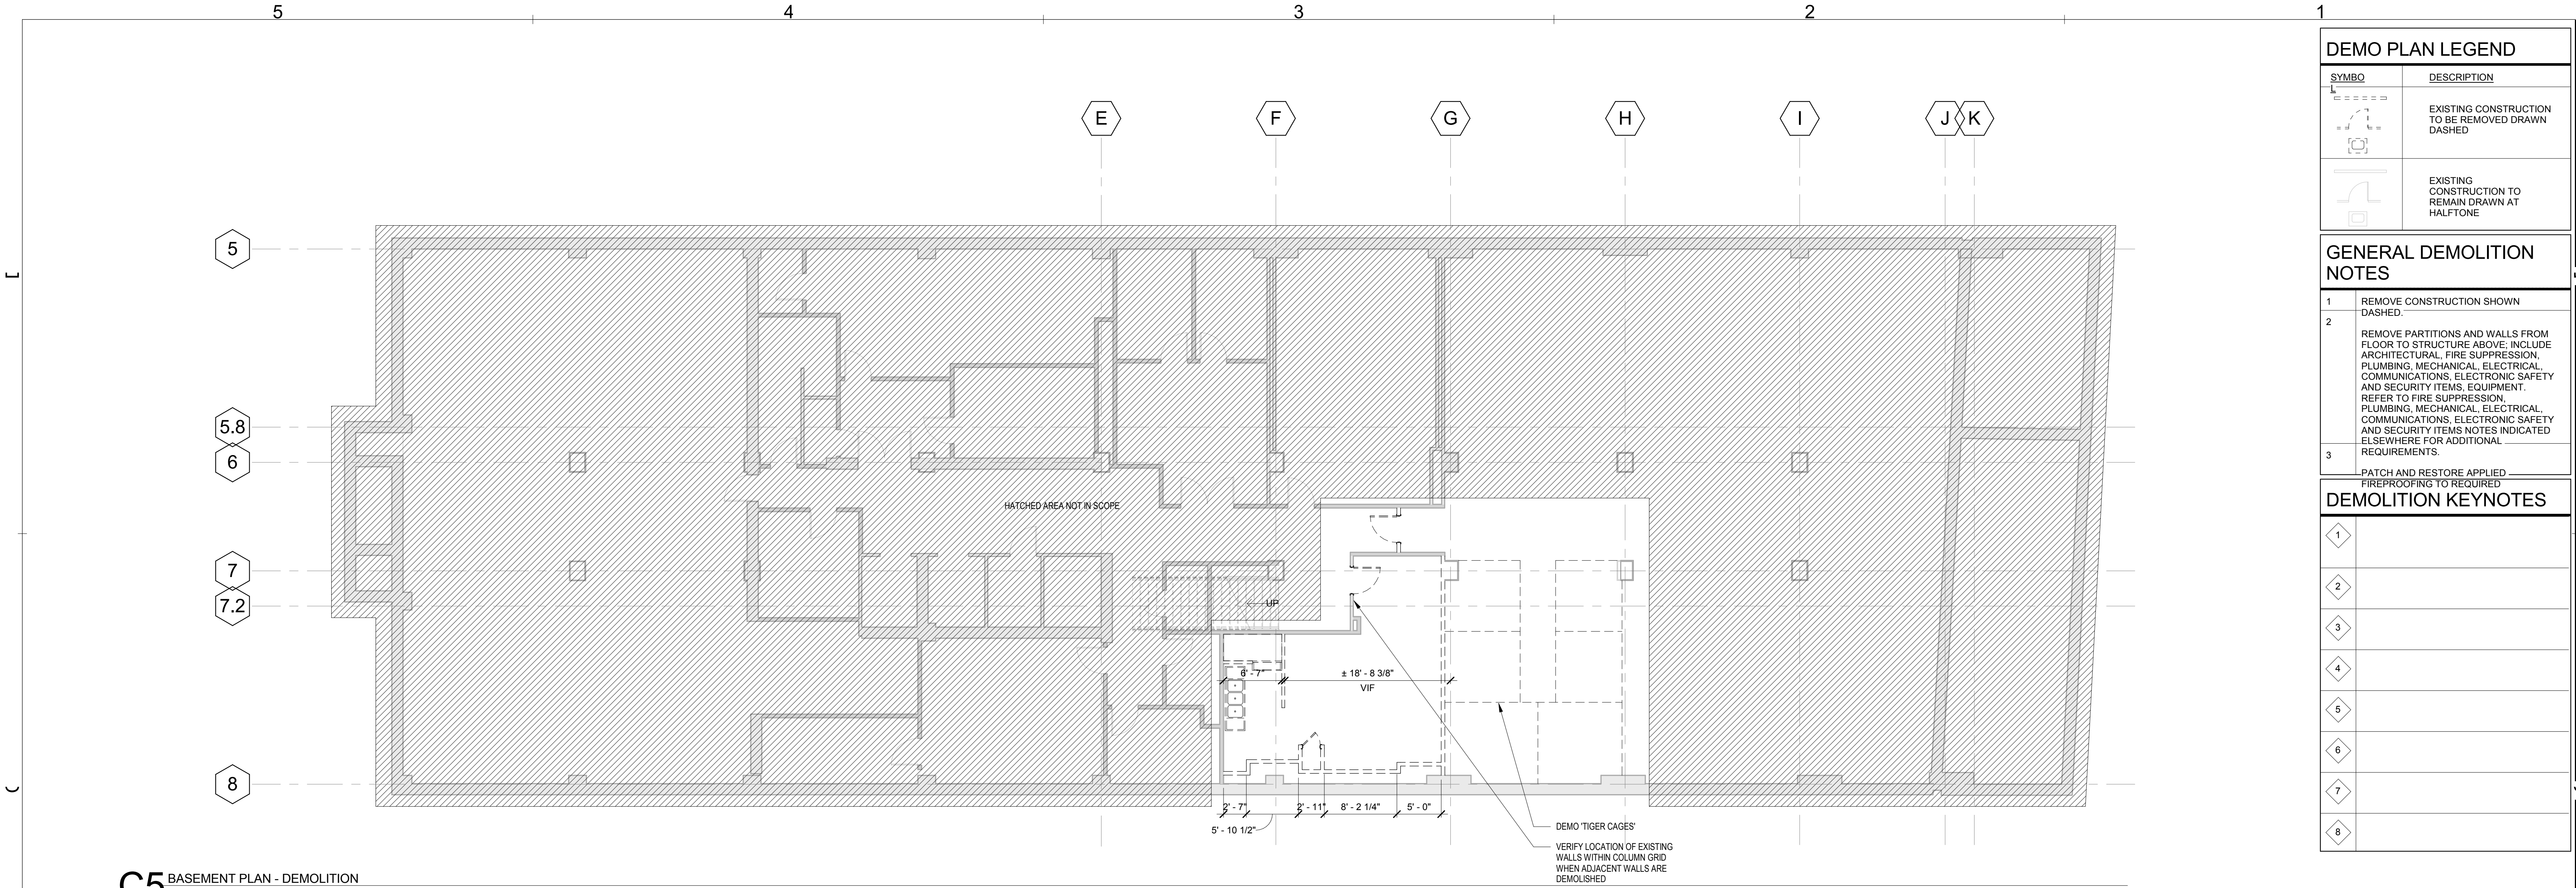 5 4 3 2 1
E F G H I J K
5
5.8
6
7
7.2
8
HATCHED AREA NOT IN SCOPE
UP
6' - 7"
± 18' - 8 3/8"
VIF
2' - 7"
2' - 11"
8' - 2 1/4"
5' - 0"
5' - 10 1/2"
DEMO 'TIGER CAGES'
VERIFY LOCATION OF EXISTING
WALLS WITHIN COLUMN GRID
WHEN ADJACENT WALLS ARE
DEMOLISHED
C5 BASEMENT PLAN - DEMOLITION
DEMO PLAN LEGEND
SYMBO
L
DESCRIPTION
EXISTING CONSTRUCTION
TO BE REMOVED DRAWN
DASHED
EXISTING
CONSTRUCTION TO
REMAIN DRAWN AT
HALFTONE
GENERAL DEMOLITION
NOTES
1 REMOVE CONSTRUCTION SHOWN
DASHED.
2
REMOVE PARTITIONS AND WALLS FROM
FLOOR TO STRUCTURE ABOVE; INCLUDE
ARCHITECTURAL, FIRE SUPPRESSION,
PLUMBING, MECHANICAL, ELECTRICAL,
COMMUNICATIONS, ELECTRONIC SAFETY
AND SECURITY ITEMS, EQUIPMENT.
REFER TO FIRE SUPPRESSION,
PLUMBING, MECHANICAL, ELECTRICAL,
COMMUNICATIONS, ELECTRONIC SAFETY
AND SECURITY ITEMS NOTES INDICATED
ELSEWHERE FOR ADDITIONAL
REQUIREMENTS.
3
PATCH AND RESTORE APPLIED
FIREPROOFING TO REQUIRED
DEMOLITION KEYNOTES
1
2
3
4
5
6
7
8